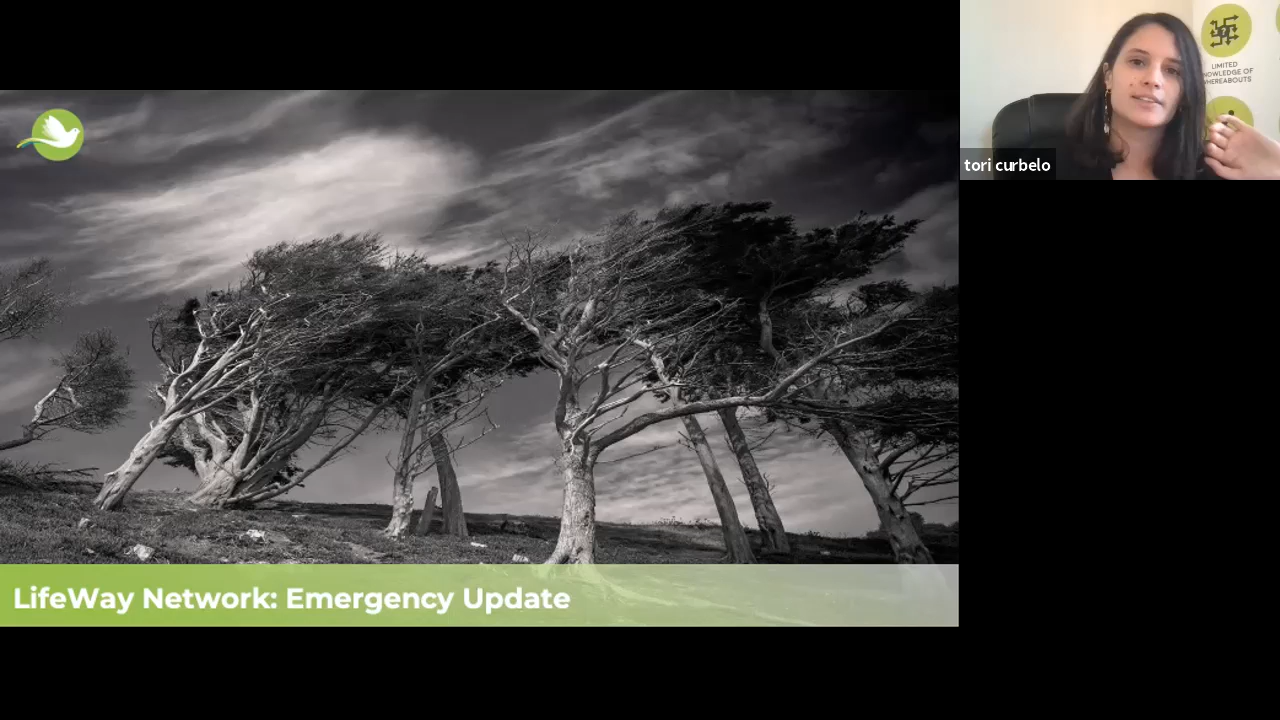 LIMITED
KNOWLEDGE OF
WHEREABOUTS
tori curbelo
LifeWay Network: Emergency Update